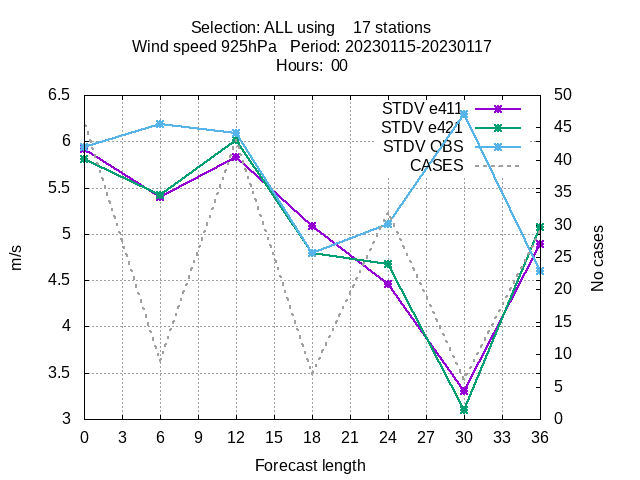 Selection: ALL using    17 stations
Wind speed 925hPa   Period: 20230115-20230117
Hours:  00
STDV e411
STDV e421
STDV OBS
CASES
6.5
6
5.5
5
4.5
4
3.5
3
50
45
40
35
30
25
20
15
10
5
0
m/s
No cases
0 3 6 9 12 15 18 21 24 27 30 33 36
Forecast length